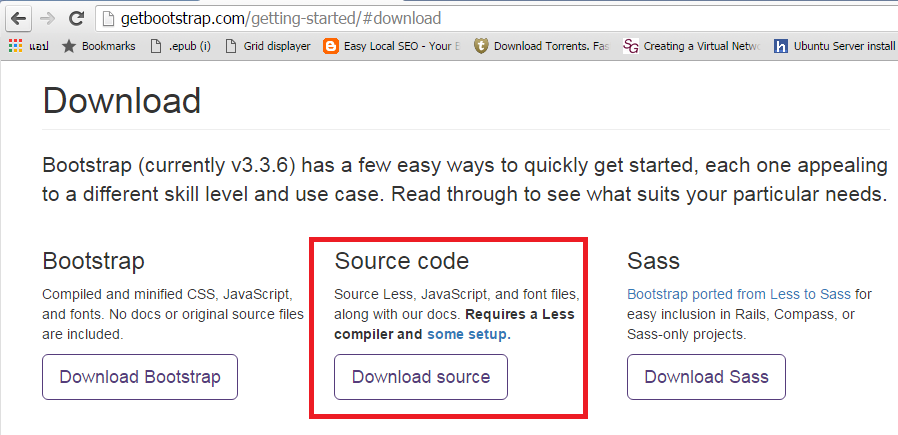 getbootstrap.com/getting-started/#download
แอป Bookmarks .epub (i) Grid displayer Easy Local SEO - Your E Download Torrents. Fas Creating a Virtual Netw Ubuntu Server install
Download
Bootstrap (currently v3.3.6) has a few easy ways to quickly get started, each one appealing
to a different skill level and use case. Read through to see what suits your particular needs.
Bootstrap
Compiled and minified CSS, JavaScript,
and fonts. No docs or original source files
are included.
Download Bootstrap
Source code
Source Less, JavaScript, and font files,
along with our docs. Requires a Less
compiler and some setup.
Download source
Sass
Bootstrap ported from Less to Sass for
easy inclusion in Rails, Compass, or
Sass-only projects.
Download Sass